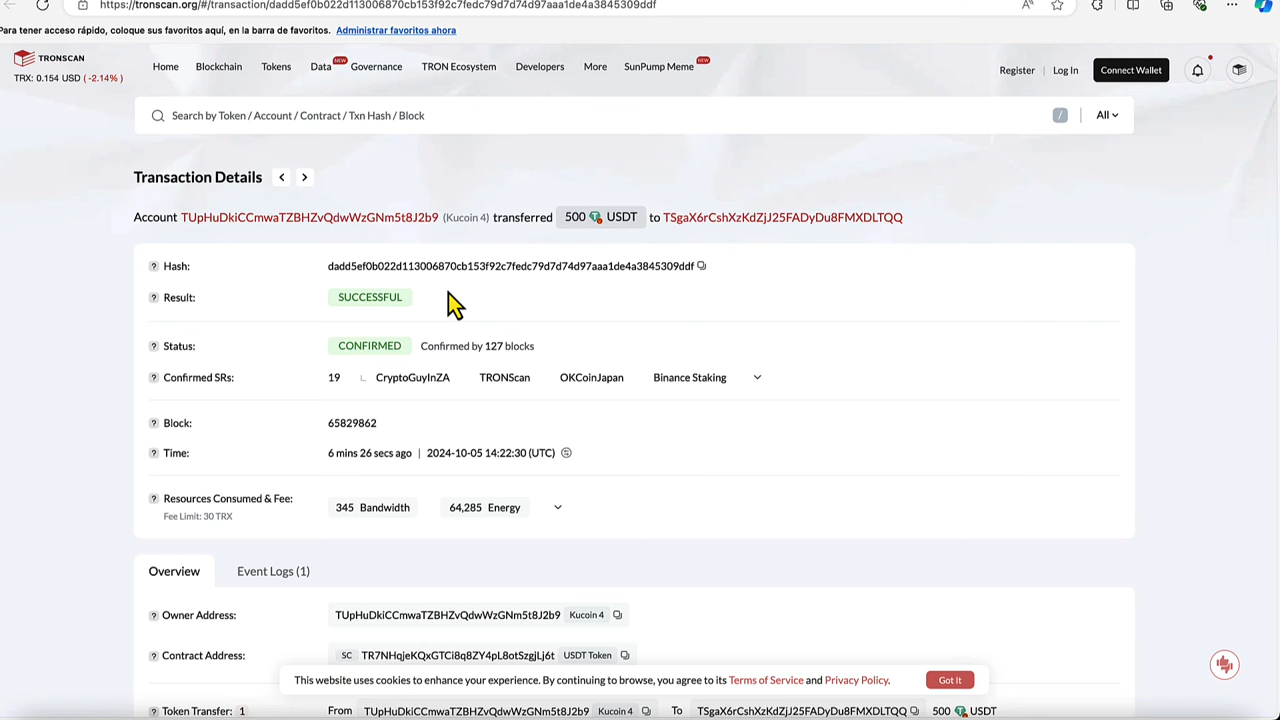 https://tronscan.org/#/transaction/dadd5ef0b022d113006870cb153f92c7fedc79d7d74d97aaa1de4a3845309ddf
Para tener acceso rápido, coloque sus favoritos aquí, en la barra de favoritos. Administrar favoritos ahora
TRONSCAN
TRX: 0.154 USD (-2.14%)
Home Blockchain Tokens Data NEW Governance TRON Ecosystem Developers More SunPump Meme NEW
Register | Log In Connect Wallet
Search by Token / Account / Contract / Txn Hash / Block / | All
Transaction Details < >
Account TUpHuDkiCCmwaTZBHZvQdwWzGNm5t8J2b9 (Kucoin 4) transferred 500 USDT to TSgaX6rCshXzKdZjJ25FADyDu8FMXDLTQQ
? Hash: dadd5ef0b022d113006870cb153f92c7fedc79d7d74d97aaa1de4a3845309ddf
? Result: SUCCESSFUL
? Status: CONFIRMED Confirmed by 127 blocks
? Confirmed SRs: 19 CryptoGuyInZA TRONScan OKCoinJapan Binance Staking
? Block: 65829862
? Time: 6 mins 26 secs ago | 2024-10-05 14:22:30 (UTC)
? Resources Consumed & Fee: 345 Bandwidth 64,285 Energy
Fee Limit: 30 TRX
Overview Event Logs (1)
? Owner Address: TUpHuDkiCCmwaTZBHZvQdwWzGNm5t8J2b9 Kucoin 4
? Contract Address: SC TR7NHqjeKQxGTCi8q8ZY4pL8otSzgjLj6t USDT Token
This website uses cookies to enhance your experience. By continuing to browse, you agree to its Terms of Service and Privacy Policy. Got It
? Token Transfer: 1 From TUpHuDkiCCmwaTZBHZvQdwWzGNm5t8J2b9 Kucoin 4 To TSgaX6rCshXzKdZjJ25FADyDu8FMXDLTQQ 500 USDT